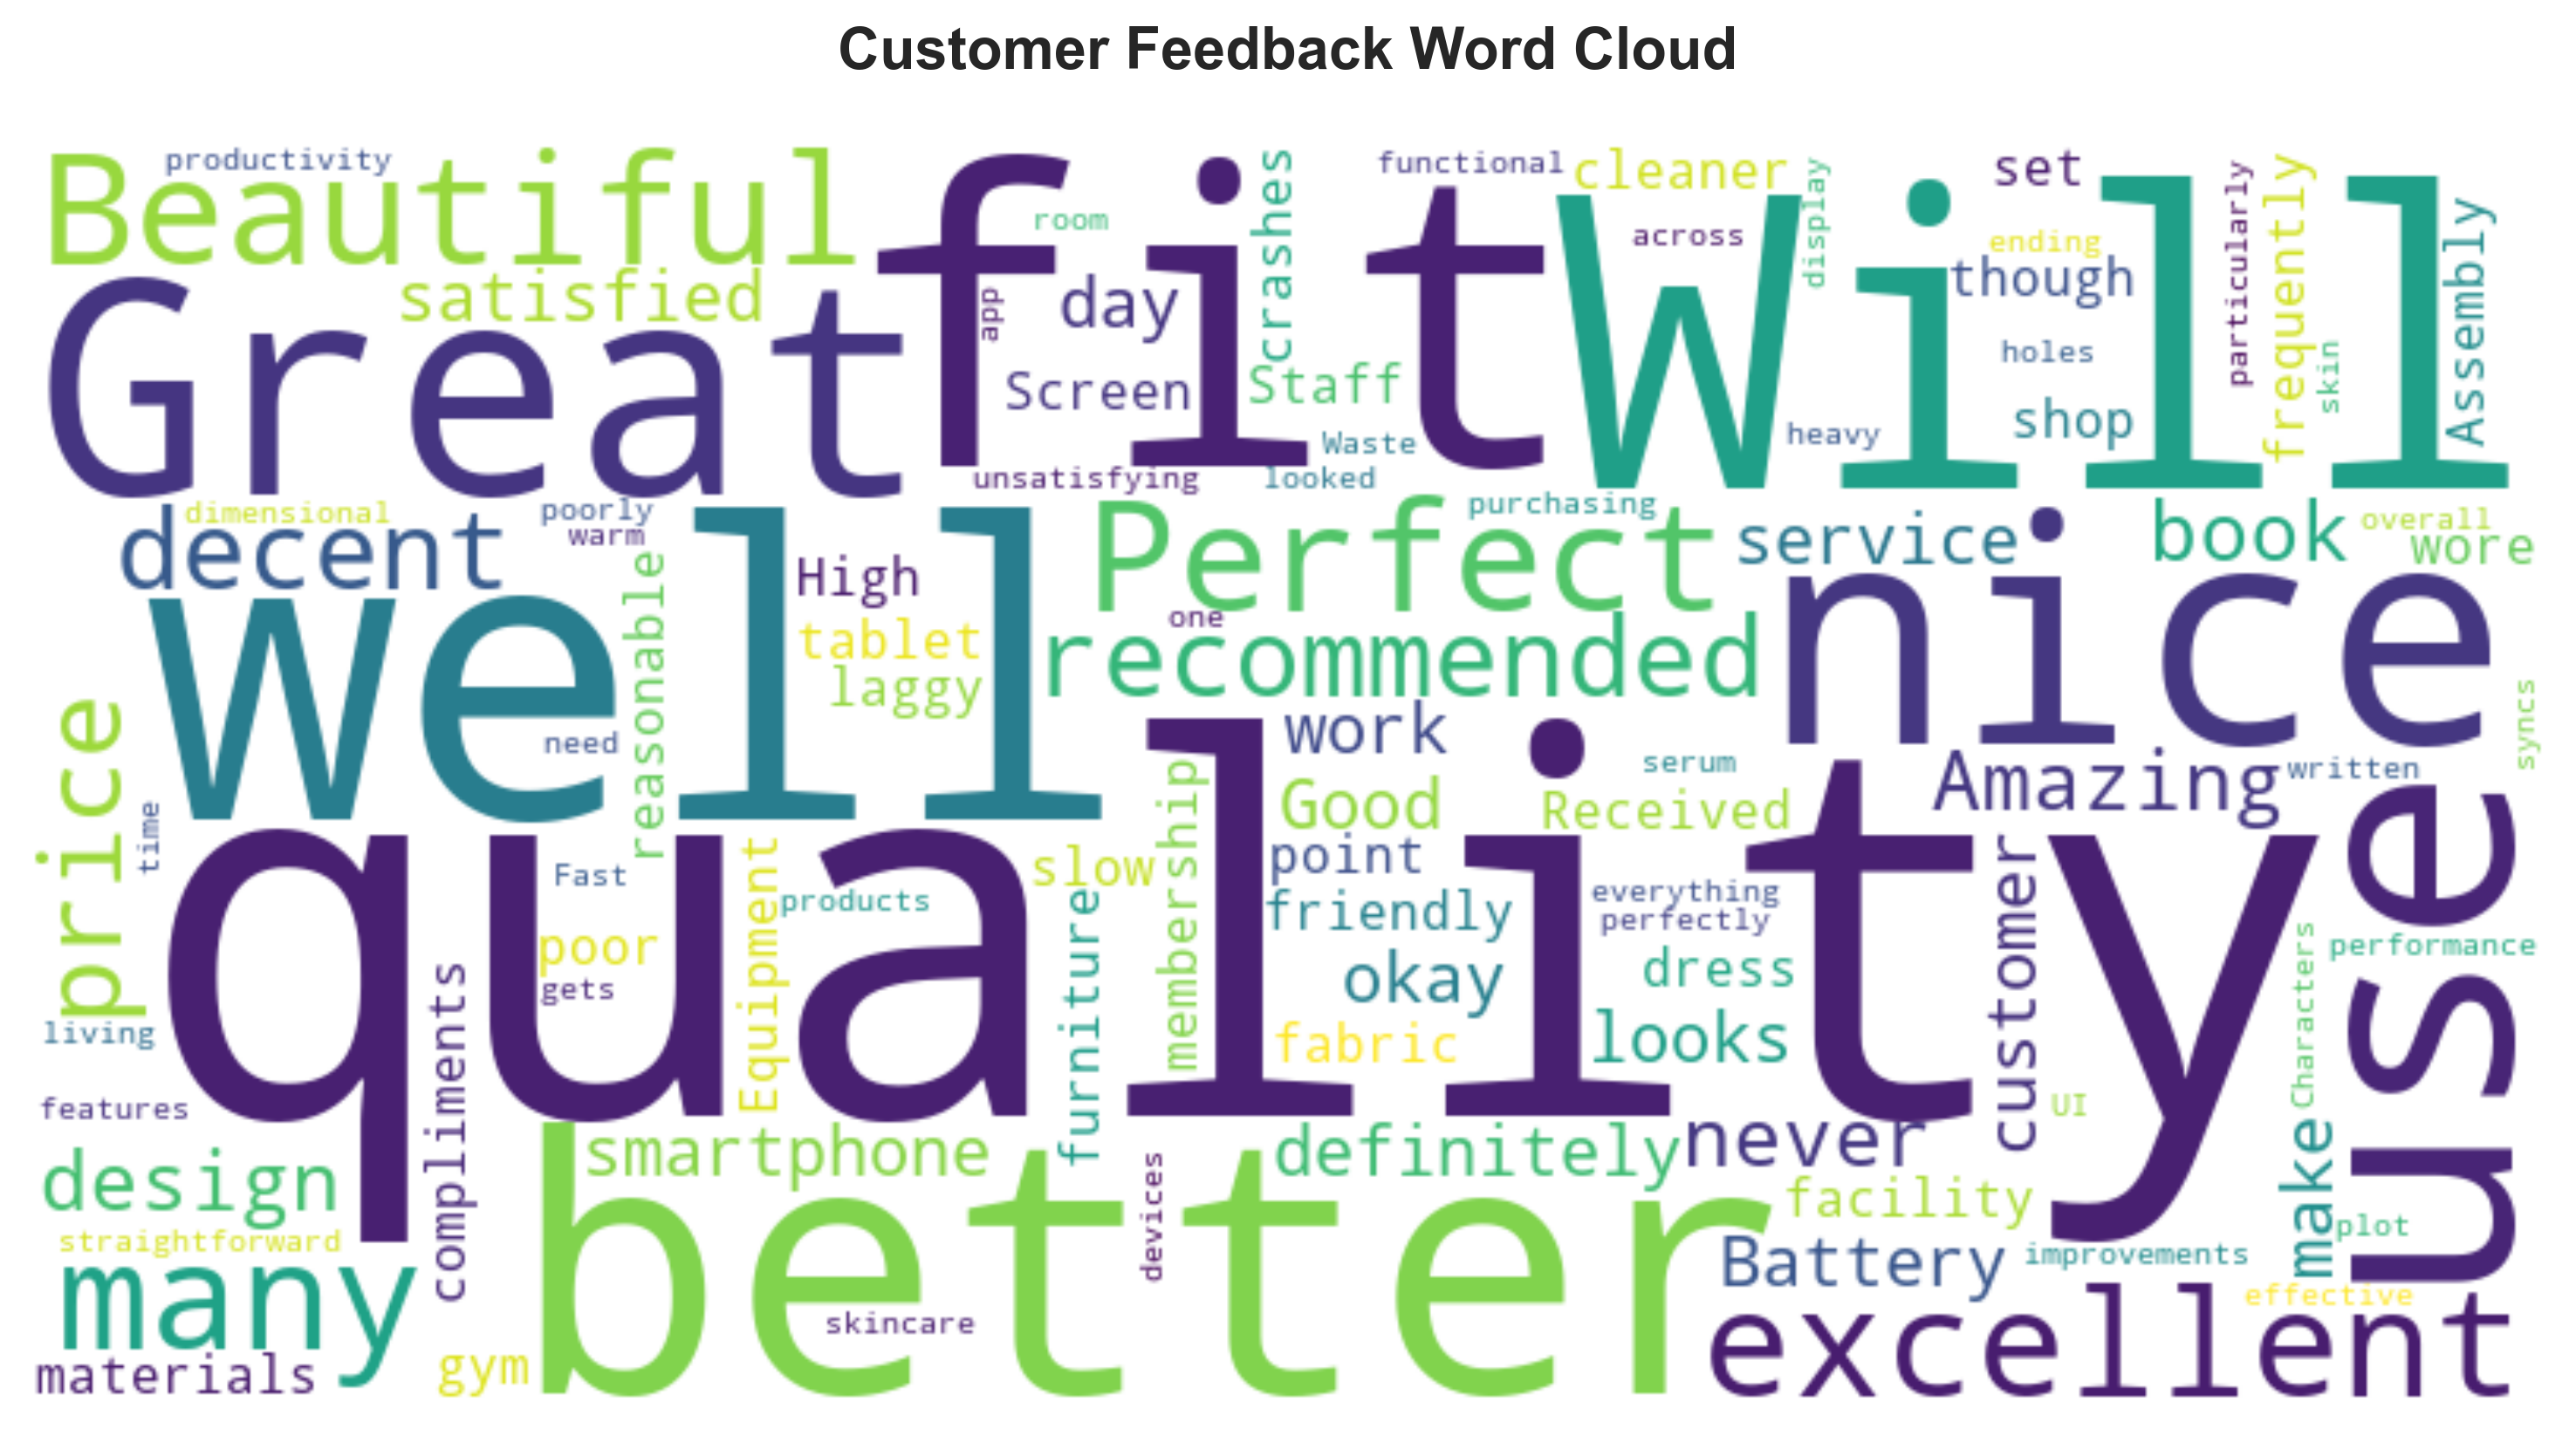 Customer Feedback Word Cloud
Beautiful
productivity
satisfied
Great
fit
room
app
day
Screen
crashes
Staff
Waste
unsatisfying
looked
functional
cleaner
Will
across
display
heavy
set
ending
though
holes
shop
particularly
frequently
skin
Assembly
dimensional
decent
poorly
warm
reasonable
well
need
High
tablet
laggy
Perfect
purchasing
one
recommended
service
book
overall
wore
nice
syncs
price
time
work
Good
membership
serum
Received
Amazing
written
quality
use
Fast
poor
gets
Equipment
products
slow
furniture
point
friendly
okay
fabric
everything
perfectly
dress
looks
customer
UI
Characters
performance
living
features
compliments
design
straightforward
many
materials
gym
smartphone
better
skincare
devices
definitely
never
facility
Battery
improvements
make
plot
effective
excellent